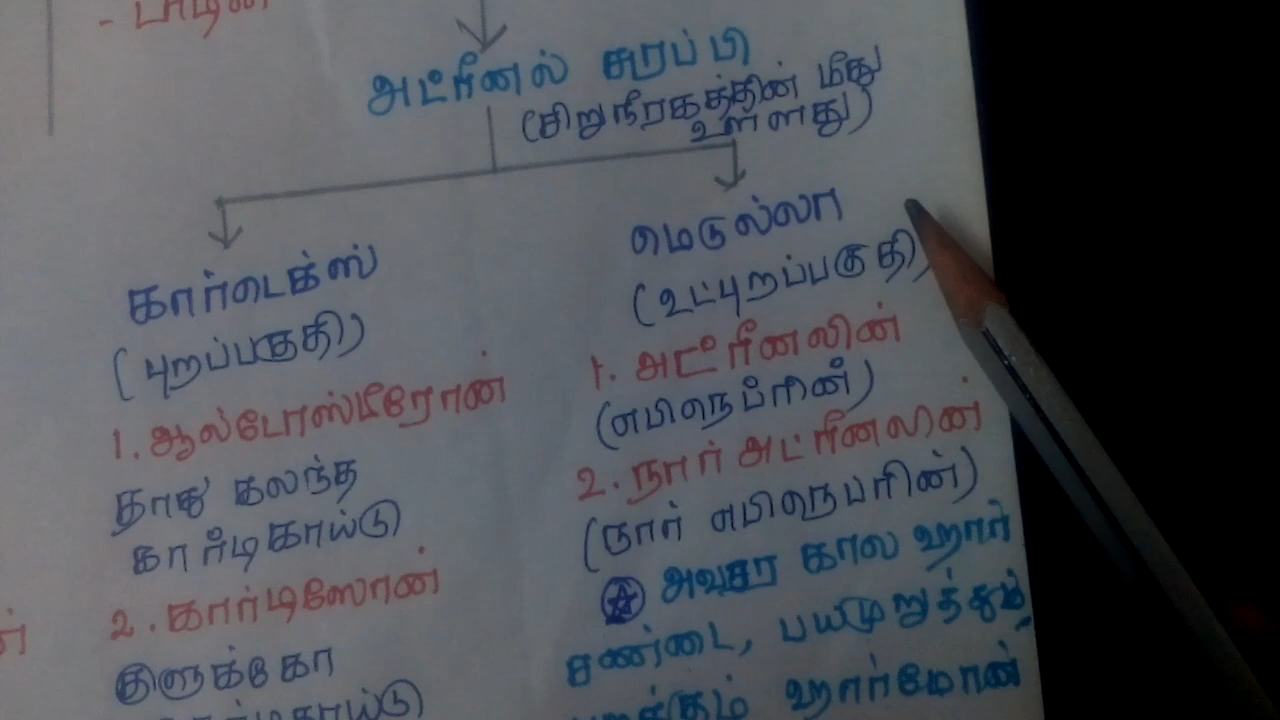 - பாடின்
அட்ரீனல் சுரப்பி
(சிறுநீரகத்தின் மீது
உள்ளது)
கார்டெக்ஸ்
(புறப்பகுதி)
1. ஆல்டோஸ்டீரோன்
தாது கலந்த
கார்டிகாய்டு
2. கார்டிஸோன்
குளுக்கோ
கார்டிகாய்டு
மெடுல்லா
(உட்புறப்பகுதி)
1. அட்ரீனலின்
(எபிநெப்ரின்)
2. நார் அட்ரீனலின்
(நார் எபிநெப்ரின்)
அவசர கால ஹார்
சண்டை, பயமுறுத்தும்,
பறக்கும் ஹார்மோன்